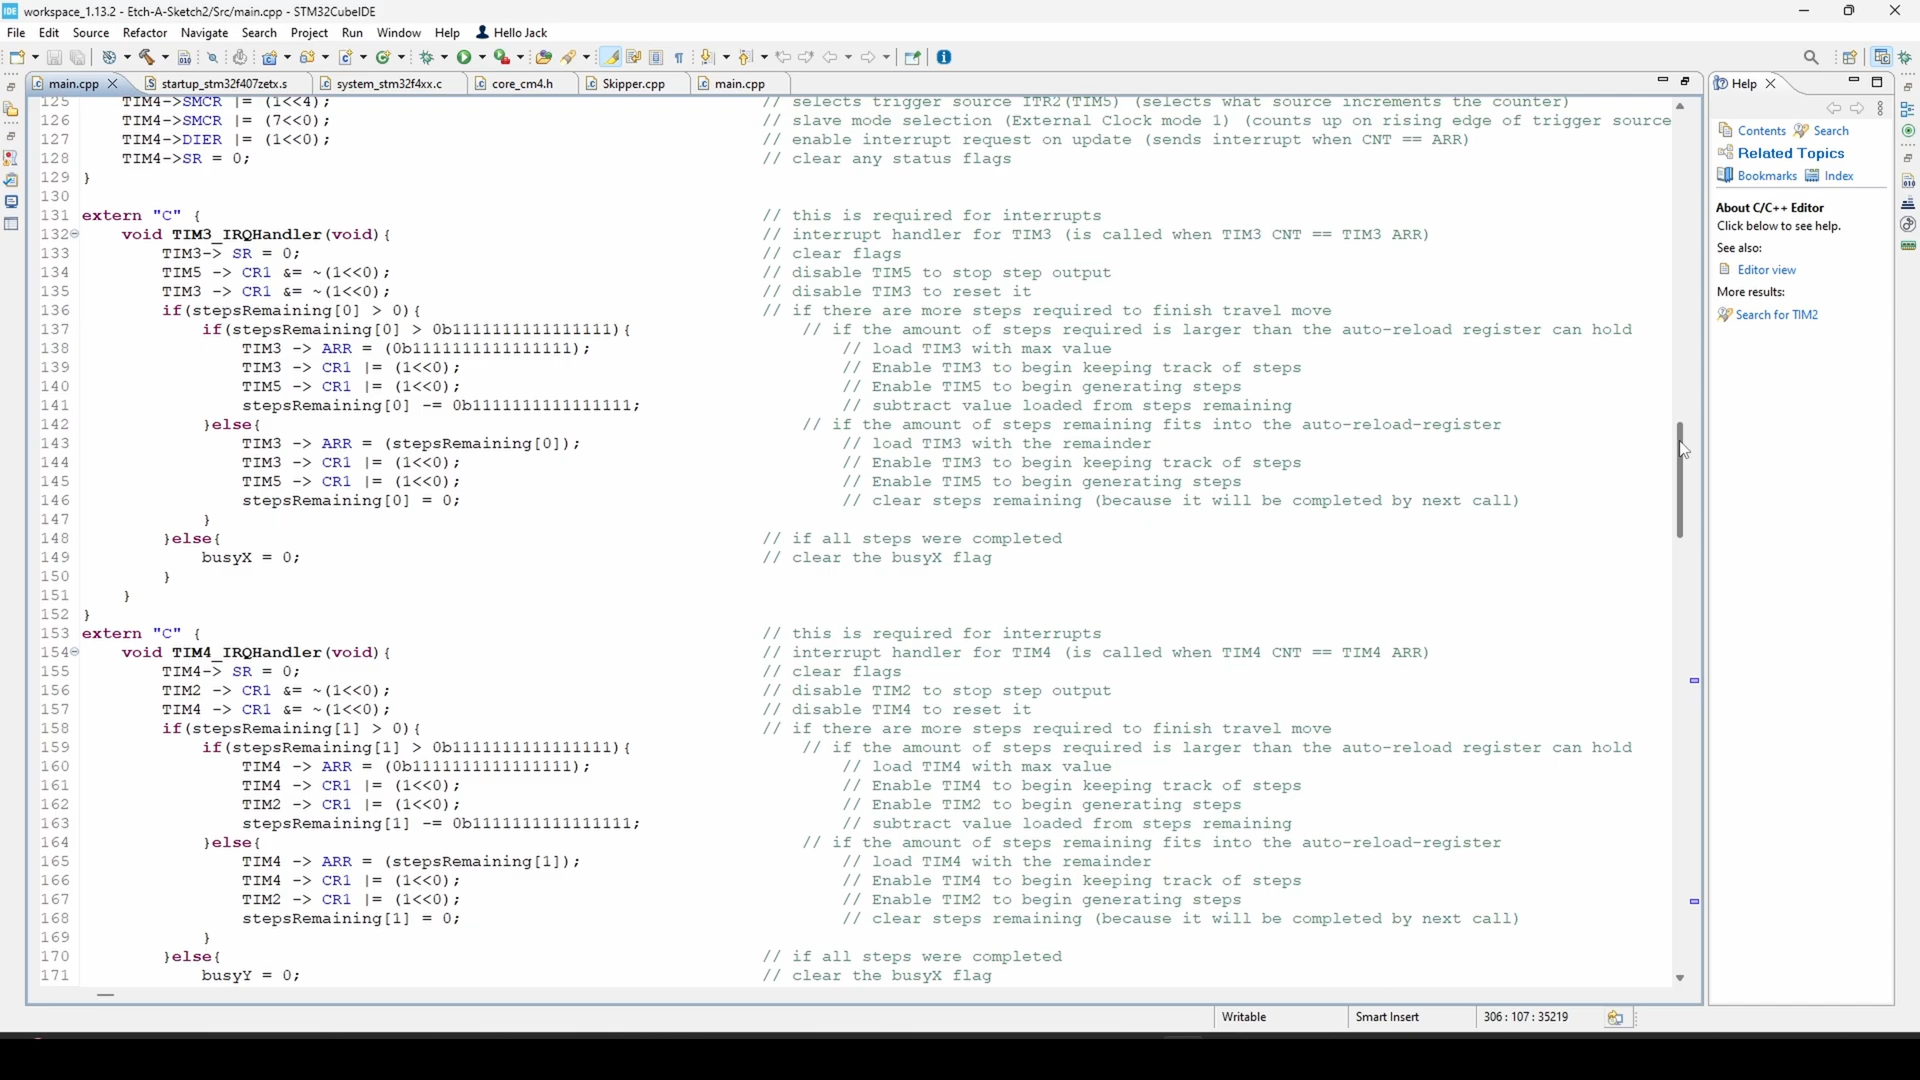 IDE workspace_1.13.2 - Etch-A-Sketch2/Src/main.cpp - STM32CubeIDE
File Edit Source Refactor Navigate Search Project Run Window Help Hello Jack
main.cpp startup_stm32f407zetx.s system_stm32f4xx.c core_cm4.h Skipper.cpp main.cpp
125 TIM4->SMCR |= (1<<4); // selects trigger source ITR2(TIM5) (selects what source increments the counter)
126 TIM4->SMCR |= (7<<0); // slave mode selection (External Clock mode 1) (counts up on rising edge of trigger source
127 TIM4->DIER |= (1<<0); // enable interrupt request on update (sends interrupt when CNT == ARR)
128 TIM4->SR = 0; // clear any status flags
129 }
130
131 extern "C" { // this is required for interrupts
132 void TIM3_IRQHandler(void){ // interrupt handler for TIM3 (is called when TIM3 CNT == TIM3 ARR)
133 TIM3-> SR = 0; // clear flags
134 TIM5 -> CR1 &= ~(1<<0); // disable TIM5 to stop step output
135 TIM3 -> CR1 &= ~(1<<0); // disable TIM3 to reset it
136 if(stepsRemaining[0] > 0){ // if there are more steps required to finish travel move
137 if(stepsRemaining[0] > 0b1111111111111111){ // if the amount of steps required is larger than the auto-reload register can hold
138 TIM3 -> ARR = (0b1111111111111111); // load TIM3 with max value
139 TIM3 -> CR1 |= (1<<0); // Enable TIM3 to begin keeping track of steps
140 TIM5 -> CR1 |= (1<<0); // Enable TIM5 to begin generating steps
141 stepsRemaining[0] -= 0b1111111111111111; // subtract value loaded from steps remaining
142 }else{ // if the amount of steps remaining fits into the auto-reload-register
143 TIM3 -> ARR = (stepsRemaining[0]); // load TIM3 with the remainder
144 TIM3 -> CR1 |= (1<<0); // Enable TIM3 to begin keeping track of steps
145 TIM5 -> CR1 |= (1<<0); // Enable TIM5 to begin generating steps
146 stepsRemaining[0] = 0; // clear steps remaining (because it will be completed by next call)
147 }
148 }else{ // if all steps were completed
149 busyX = 0; // clear the busyX flag
150 }
151 }
152 }
153 extern "C" { // this is required for interrupts
154 void TIM4_IRQHandler(void){ // interrupt handler for TIM4 (is called when TIM4 CNT == TIM4 ARR)
155 TIM4-> SR = 0; // clear flags
156 TIM2 -> CR1 &= ~(1<<0); // disable TIM2 to stop step output
157 TIM4 -> CR1 &= ~(1<<0); // disable TIM4 to reset it
158 if(stepsRemaining[1] > 0){ // if there are more steps required to finish travel move
159 if(stepsRemaining[1] > 0b1111111111111111){ // if the amount of steps required is larger than the auto-reload register can hold
160 TIM4 -> ARR = (0b1111111111111111); // load TIM4 with max value
161 TIM4 -> CR1 |= (1<<0); // Enable TIM4 to begin keeping track of steps
162 TIM2 -> CR1 |= (1<<0); // Enable TIM2 to begin generating steps
163 stepsRemaining[1] -= 0b1111111111111111; // subtract value loaded from steps remaining
164 }else{ // if the amount of steps remaining fits into the auto-reload-register
165 TIM4 -> ARR = (stepsRemaining[1]); // load TIM4 with the remainder
166 TIM4 -> CR1 |= (1<<0); // Enable TIM4 to begin keeping track of steps
167 TIM2 -> CR1 |= (1<<0); // Enable TIM2 to begin generating steps
168 stepsRemaining[1] = 0; // clear steps remaining (because it will be completed by next call)
169 }
170 }else{ // if all steps were completed
171 busyY = 0; // clear the busyX flag
Help
Contents Search
Related Topics
Bookmarks Index
About C/C++ Editor
Click below to see help.
See also:
Editor view
More results:
Search for TIM2
Writable Smart Insert 306 : 107 : 35219